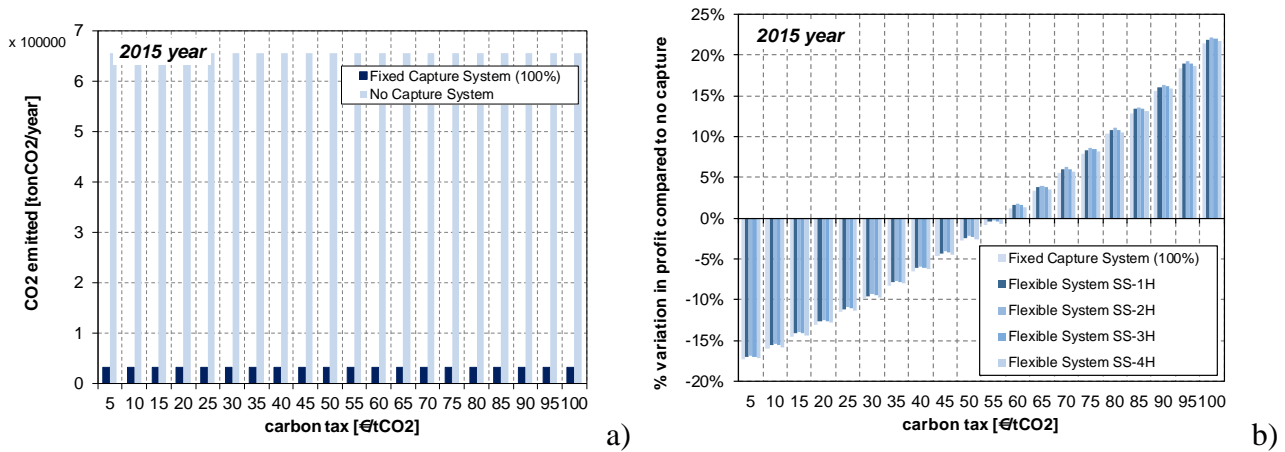 7
6
5
4
3
2
1
0
x 100000
CO2 emitted [tonCO2/year]
2015 year
Fixed Capture System (100%)
No Capture System
5 10 15 20 25 30 35 40 45 50 55 60 65 70 75 80 85 90 95 100
carbon tax [€/tCO2]
a)
25%
20%
15%
10%
5%
0%
-5%
-10%
-15%
-20%
% variation in profit compared to no capture
2015 year
Fixed Capture System (100%)
Flexible System SS-1H
Flexible System SS-2H
Flexible System SS-3H
Flexible System SS-4H
5 10 15 20 25 30 35 40 45 50 55 60 65 70 75 80 85 90 95 100
carbon tax [€/tCO2]
b)